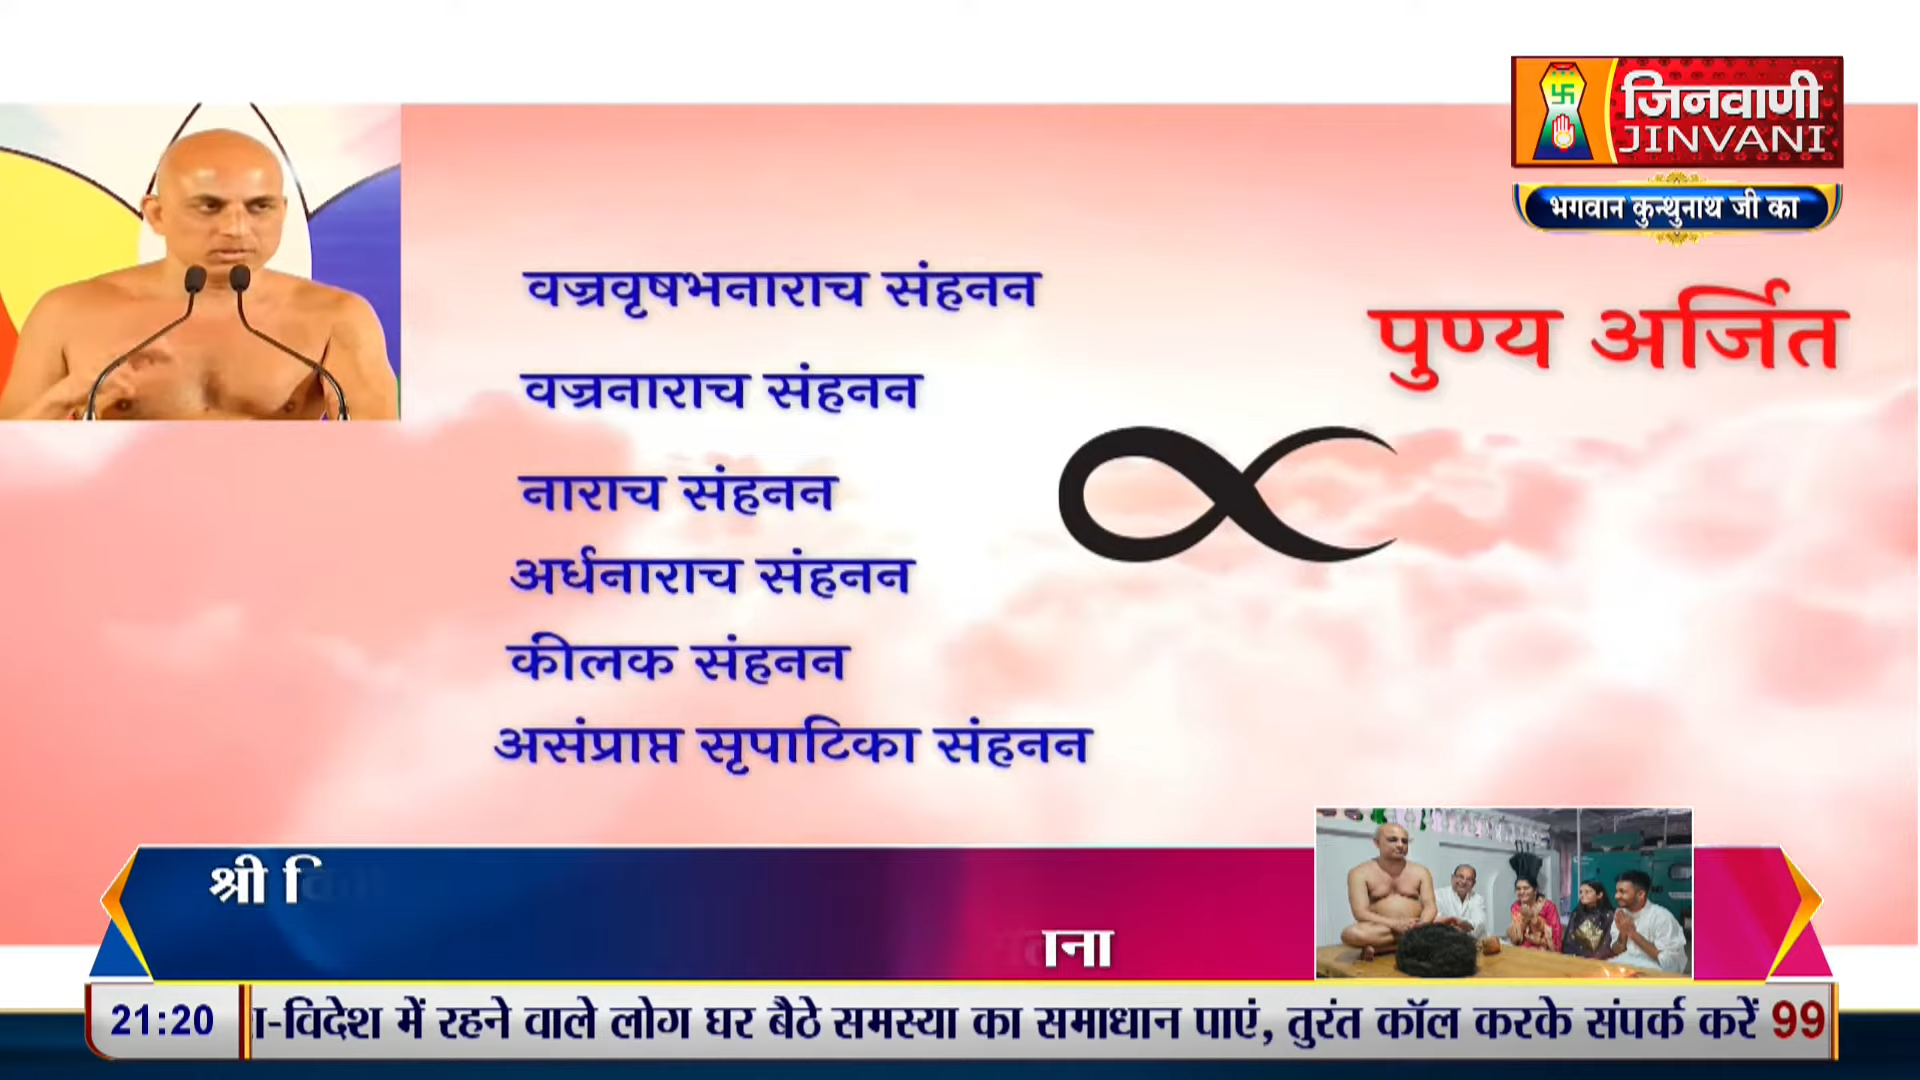 जिनवाणी
JINVANI
भगवान कुन्थुनाथ जी का
वज्रवृषभनाराच संहनन
पुण्य अर्जित
वज्रनाराच संहनन
∝
नाराच संहनन
अर्धनाराच संहनन
कीलक संहनन
असंप्राप्त सृपाटिका संहनन
श्री
21:20
-विदेश में रहने वाले लोग घर बैठे समस्या का समाधान पाएं, तुरंत कॉल करके संपर्क करें 99